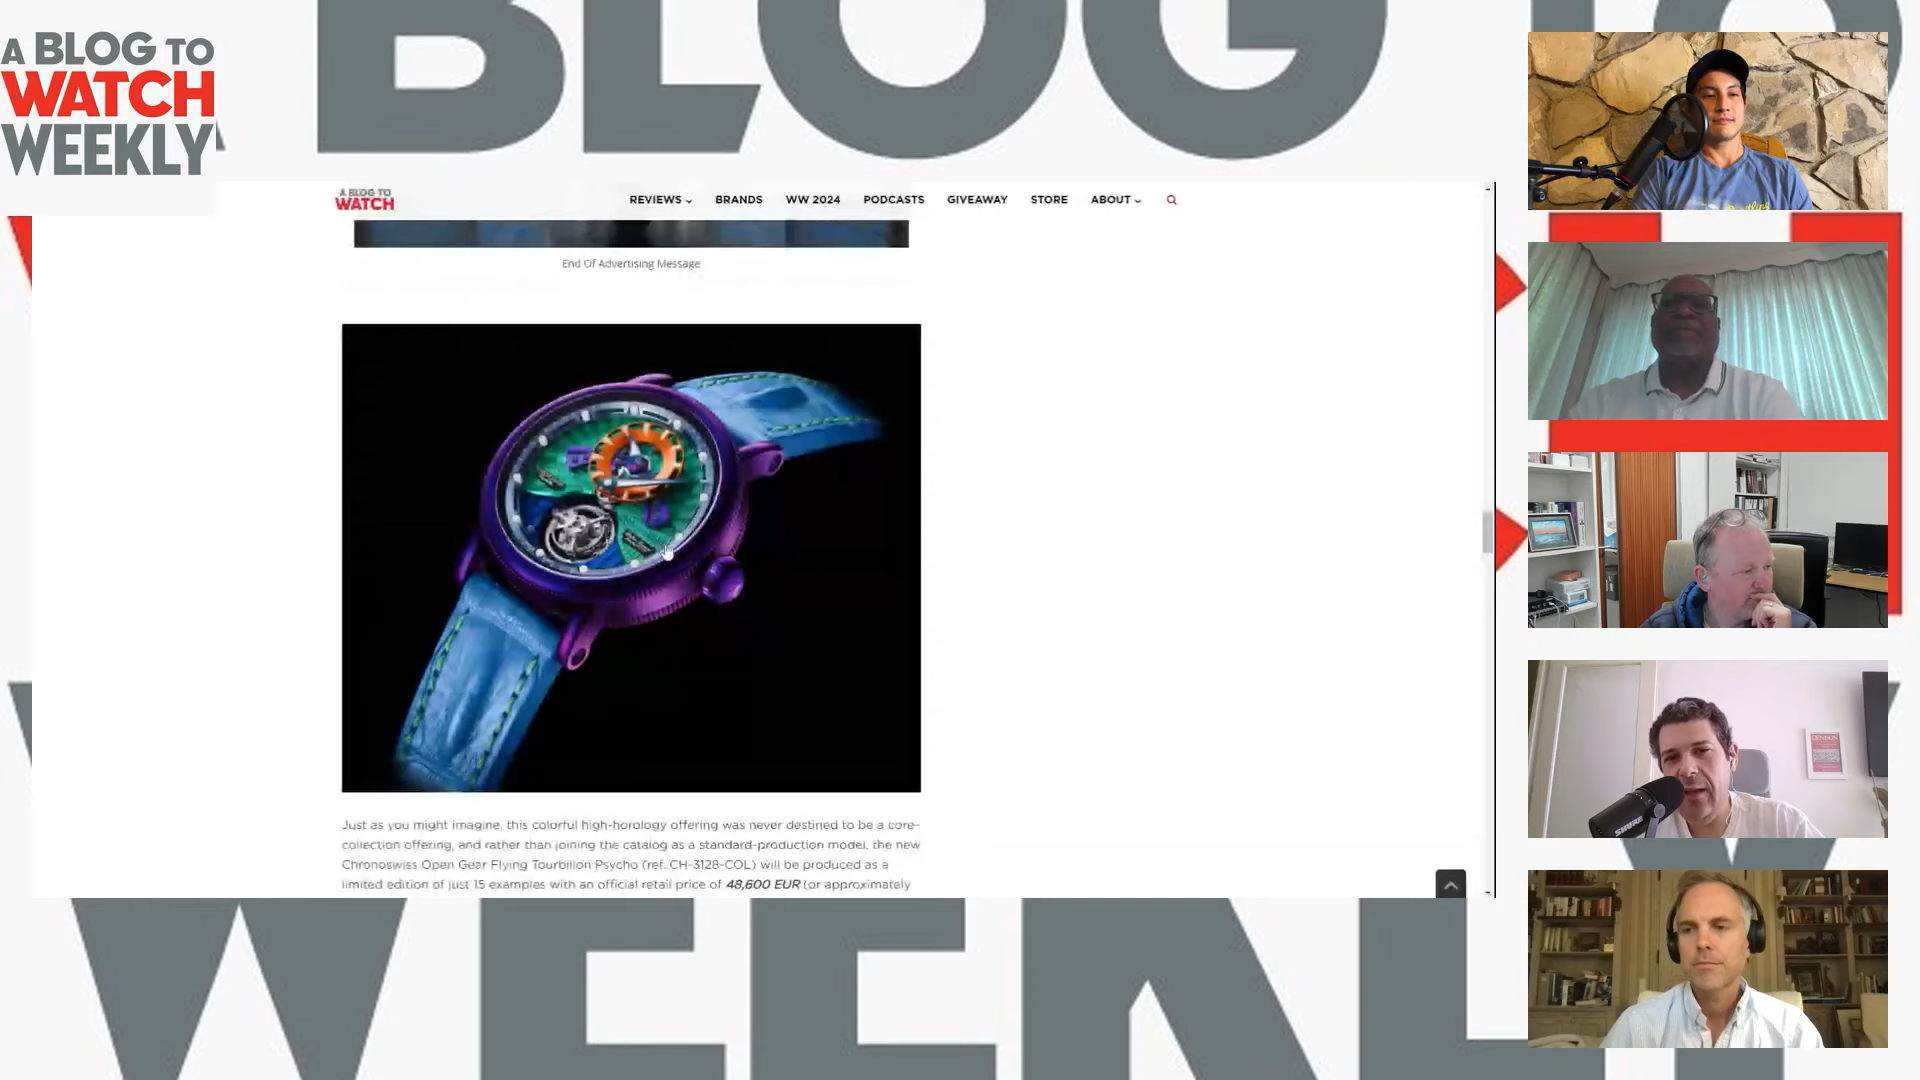 A BLOG TO
WATCH
WEEKLY
BLOG TO
A BLOG TO
WATCH
REVIEWS
BRANDS
WW 2024
PODCASTS
GIVEAWAY
STORE
ABOUT
End Of Advertising Message
Just as you might imagine, this colorful high-horology offering was never destined to be a core-
collection offering, and rather than joining the catalog as a standard-production model, the new
Chronoswiss Open Gear Flying Tourbillon Psycho (ref. CH-3128-COL) will be produced as a
limited edition of just 15 examples with an official retail price of 48,600 EUR (or approximately
SHURE
WEEKLY